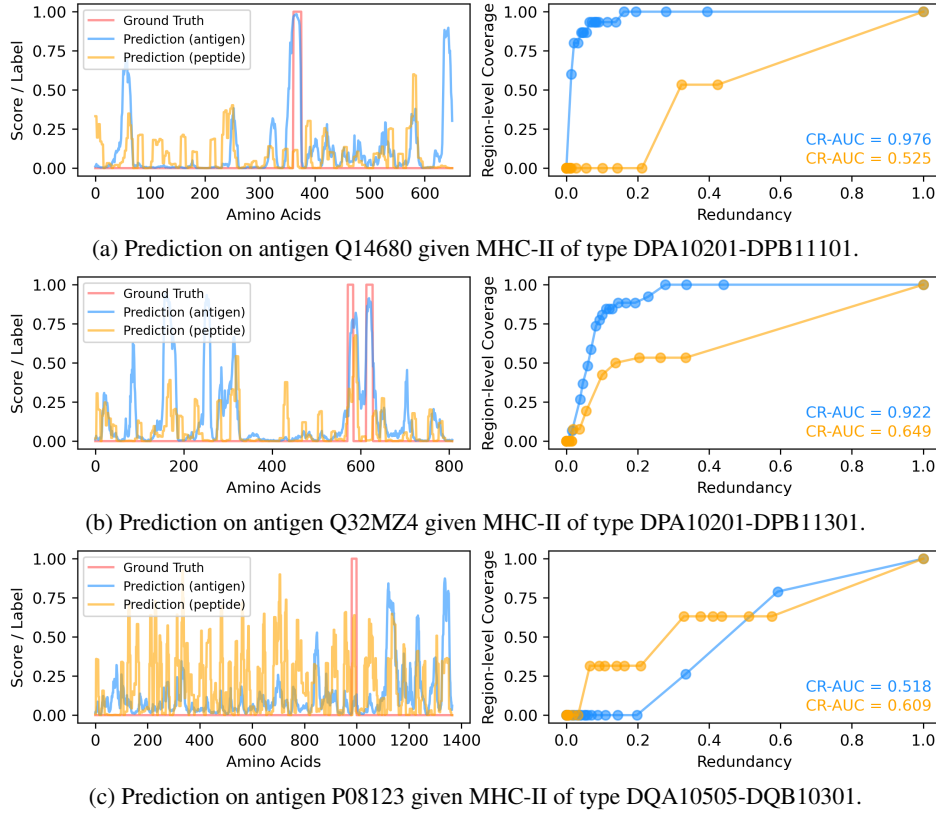 1.00
0.75
0.50
0.25
0.00
Score / Label
Ground Truth
Prediction (antigen)
Prediction (peptide)
0 100 200 300 400 500 600
Amino Acids
1.00
0.75
0.50
0.25
0.00
Region-level Coverage
CR-AUC = 0.976
CR-AUC = 0.525
0.0 0.2 0.4 0.6 0.8 1.0
Redundancy
(a) Prediction on antigen Q14680 given MHC-II of type DPA10201-DPB11101.
1.00
0.75
0.50
0.25
0.00
Score / Label
Ground Truth
Prediction (antigen)
Prediction (peptide)
0 200 400 600 800
Amino Acids
1.00
0.75
0.50
0.25
0.00
Region-level Coverage
CR-AUC = 0.922
CR-AUC = 0.649
0.0 0.2 0.4 0.6 0.8 1.0
Redundancy
(b) Prediction on antigen Q32MZ4 given MHC-II of type DPA10201-DPB11301.
1.00
0.75
0.50
0.25
0.00
Score / Label
Ground Truth
Prediction (antigen)
Prediction (peptide)
0 200 400 600 800 1000 1200 1400
Amino Acids
1.00
0.75
0.50
0.25
0.00
Region-level Coverage
CR-AUC = 0.518
CR-AUC = 0.609
0.0 0.2 0.4 0.6 0.8 1.0
Redundancy
(c) Prediction on antigen P08123 given MHC-II of type DQA10505-DQB10301.